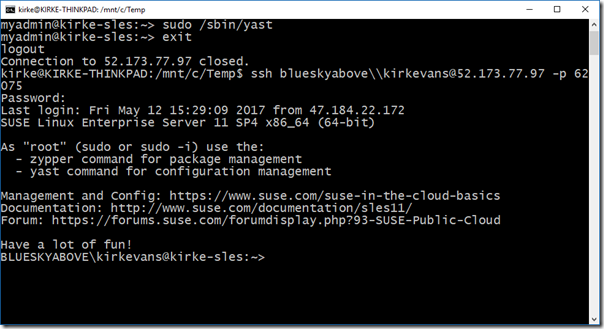 kirke@KIRKE-THINKPAD: /mnt/c/Temp
myadmin@kirke-sles:~> sudo /sbin/yast
myadmin@kirke-sles:~> exit
logout
Connection to 52.173.77.97 closed.
kirke@KIRKE-THINKPAD:/mnt/c/Temp$ ssh blueskyabove\\kirkevans@52.173.77.97 -p 62
075
Password:
Last login: Fri May 12 15:29:09 2017 from 47.184.22.172
SUSE Linux Enterprise Server 11 SP4 x86_64 (64-bit)
As "root" (sudo or sudo -i) use the:
- zypper command for package management
- yast command for configuration management
Management and Config: https://www.suse.com/suse-in-the-cloud-basics
Documentation: http://www.suse.com/documentation/sles11/
Forum: https://forums.suse.com/forumdisplay.php?93-SUSE-Public-Cloud
Have a lot of fun!
BLUESKYABOVE\kirkevans@kirke-sles:~>